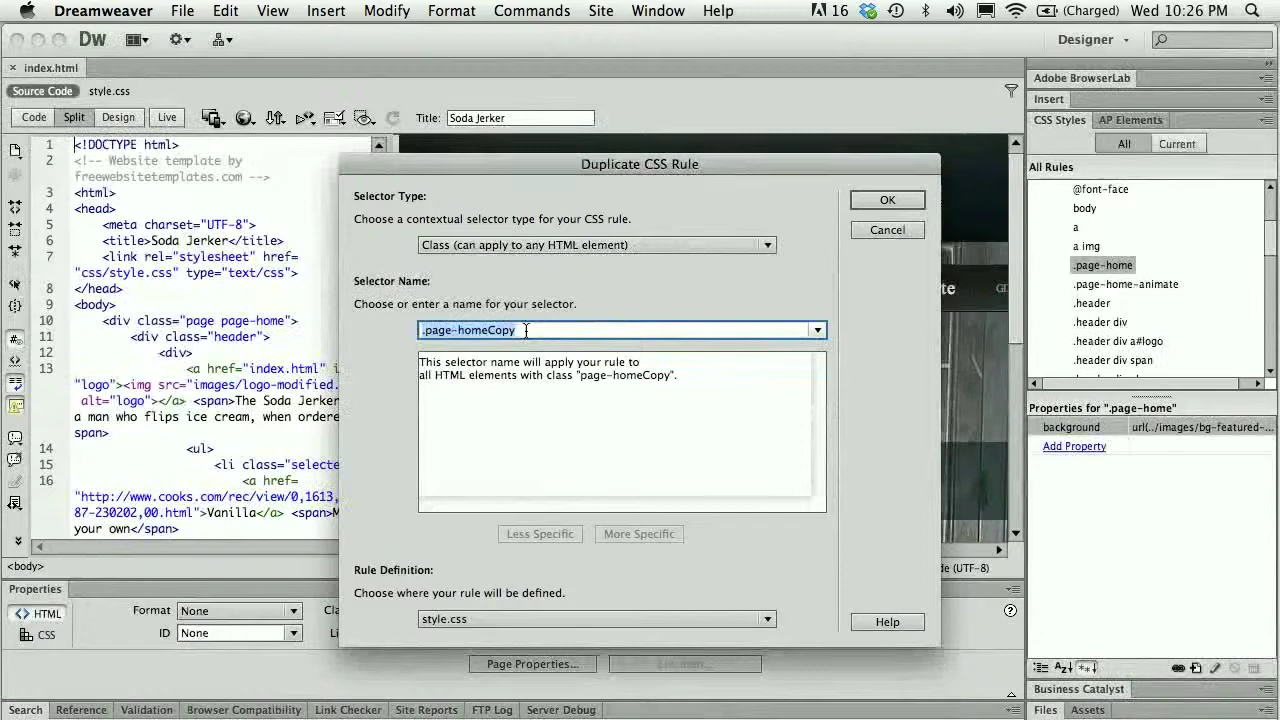 Dreamweaver File Edit View Insert Modify Format Commands Site Window Help 16 (Charged) Wed 10:26 PM
Dw Designer
index.html
Source Code style.css
Code Split Design Live Title: Soda Jerker
1 <!DOCTYPE html>
2 <!-- Website template by
freewebsitetemplates.com -->
3 <html>
4 <head>
5 <meta charset="UTF-8">
6 <title>Soda Jerker</title>
7 <link rel="stylesheet" href=
"css/style.css" type="text/css">
8 </head>
9 <body>
10 <div class="page page-home">
11 <div class="header">
12 <div>
13 <a href="index.html"
"logo"><img src="images/logo-modified.
alt="logo"></a> <span>The Soda Jerker
a man who flips ice cream, when ordere
span>
14 <ul>
15 <li class="selecte
16 <a href=
"http://www.cooks.com/rec/view/0,1613,
87-230202,00.html">Vanilla</a> <span>M
your own</span>
<body>
de (UTF-8)
Duplicate CSS Rule
Selector Type:
Choose a contextual selector type for your CSS rule.
Class (can apply to any HTML element)
Selector Name:
Choose or enter a name for your selector.
.page-homeCopy
This selector name will apply your rule to
all HTML elements with class "page-homeCopy".
Less Specific More Specific
Rule Definition:
Choose where your rule will be defined.
style.css
OK
Cancel
Help
te
Adobe BrowserLab
Insert
CSS Styles AP Elements
All Current
All Rules
@font-face
body
a
a img
.page-home
.page-home-animate
.header
.header div
.header div a#logo
.header div span
Properties for ".page-home"
background url(../images/bg-featured-...
Add Property
Business Catalyst
Files Assets
Properties
HTML Format None Cla
CSS ID None Li
Page Properties...
Search Reference Validation Browser Compatibility Link Checker Site Reports FTP Log Server Debug